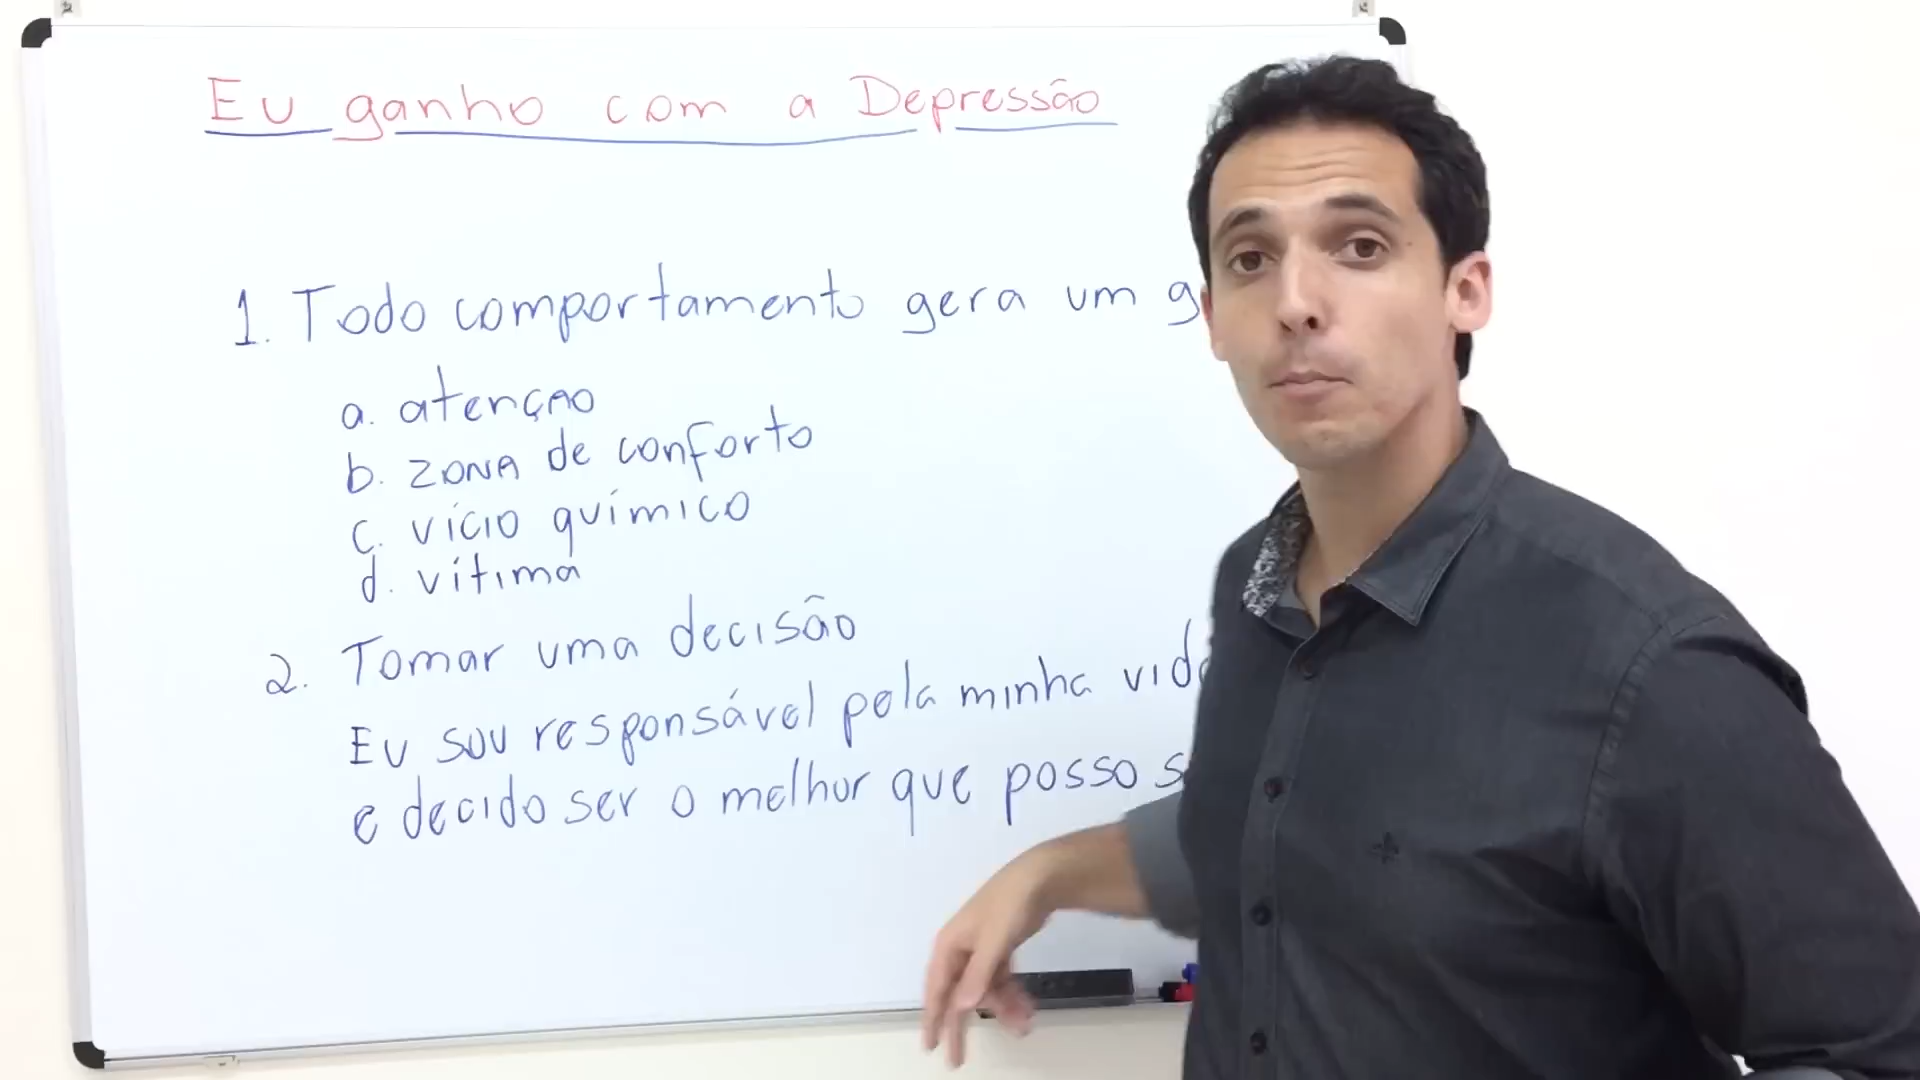 Eu ganho com a Depressão
1. Todo comportamento gera um g
a. atenção
b. zona de conforto
c. vício químico
d. vítima
2. Tomar uma decisão
Eu sou responsável pela minha vida
e decido ser o melhor que posso s